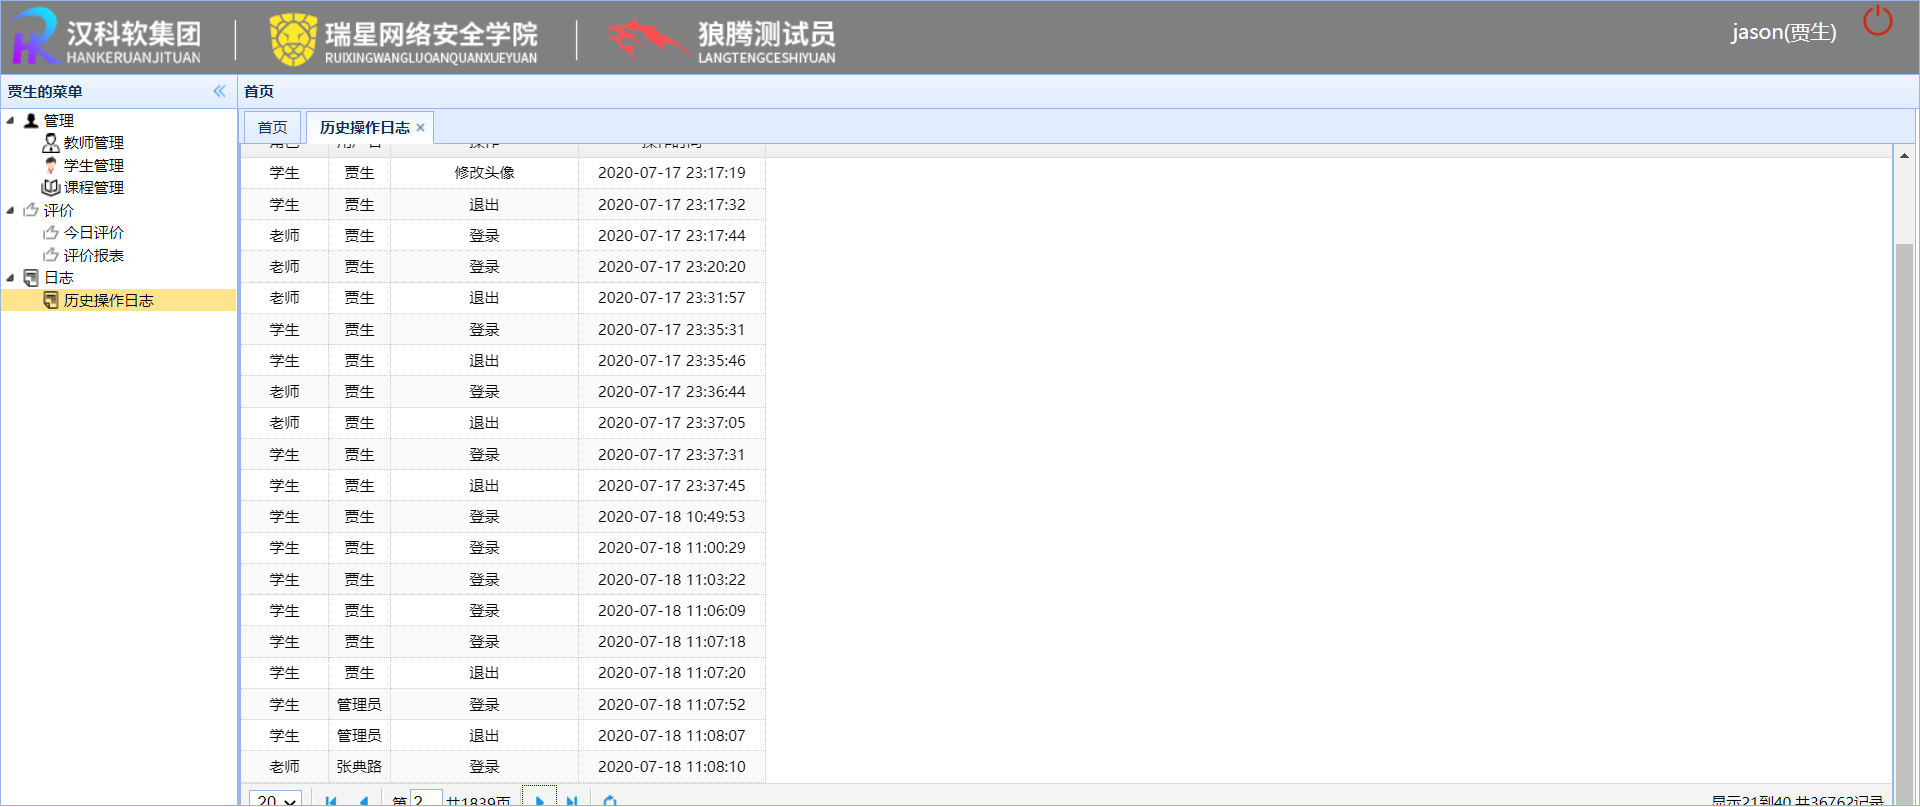 汉科软集团
HANKERUANJITUAN
瑞星网络安全学院
RUIXINGWANGLUOANQUANXUEYUAN
狼腾测试员
LANGTENGCESHIYUAN
jason(贾生)
贾生的菜单
首页
管理
教师管理
学生管理
课程管理
评价
今日评价
评价报表
日志
历史操作日志
首页 历史操作日志
角色 用户名 操作 操作时间
学生 贾生 修改头像 2020-07-17 23:17:19
学生 贾生 退出 2020-07-17 23:17:32
老师 贾生 登录 2020-07-17 23:17:44
老师 贾生 登录 2020-07-17 23:20:20
老师 贾生 退出 2020-07-17 23:31:57
学生 贾生 登录 2020-07-17 23:35:31
学生 贾生 退出 2020-07-17 23:35:46
老师 贾生 登录 2020-07-17 23:36:44
老师 贾生 退出 2020-07-17 23:37:05
学生 贾生 登录 2020-07-17 23:37:31
学生 贾生 退出 2020-07-17 23:37:45
学生 贾生 登录 2020-07-18 10:49:53
学生 贾生 登录 2020-07-18 11:00:29
学生 贾生 登录 2020-07-18 11:03:22
学生 贾生 登录 2020-07-18 11:06:09
学生 贾生 登录 2020-07-18 11:07:18
学生 贾生 退出 2020-07-18 11:07:20
学生 管理员 登录 2020-07-18 11:07:52
学生 管理员 退出 2020-07-18 11:08:07
老师 张典路 登录 2020-07-18 11:08:10
20 第 2 共1839页 显示21到40,共36762记录